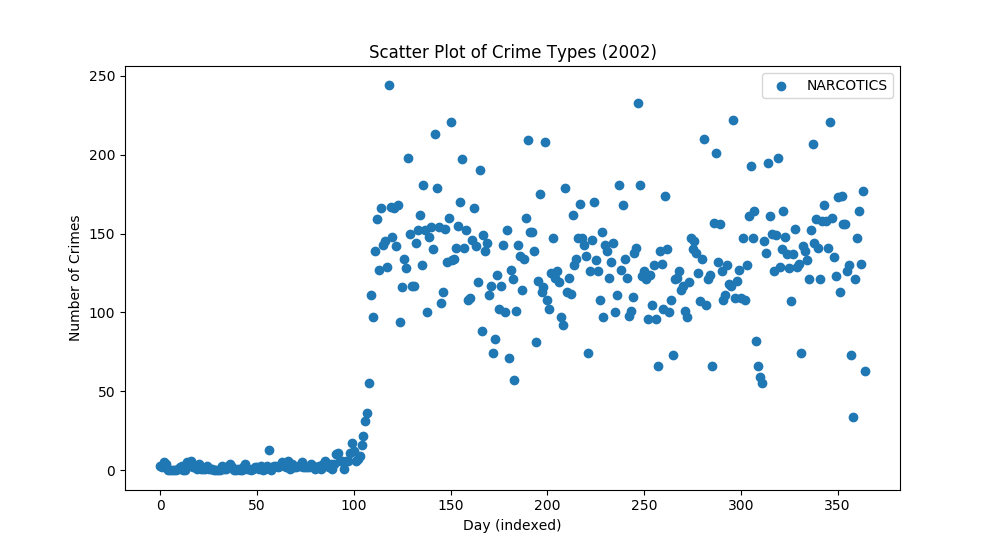 Scatter Plot of Crime Types (2002)
NARCOTICS
250
200
150
100
50
0
Number of Crimes
0 50 100 150 200 250 300 350
Day (indexed)